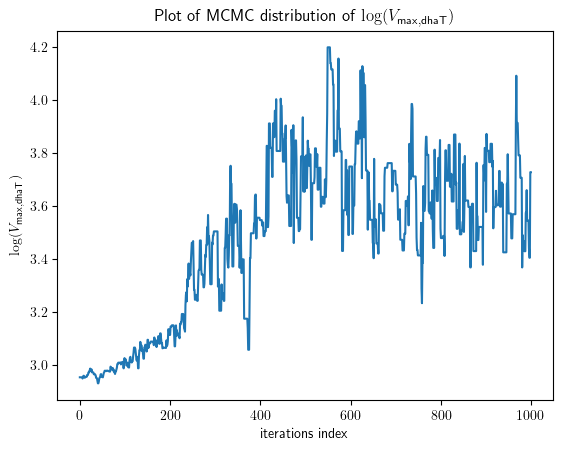 Plot of MCMC distribution of log(V_max,dhaT)
log(V_max,dhaT)
4.2
4.0
3.8
3.6
3.4
3.2
3.0
0 200 400 600 800 1000
iterations index